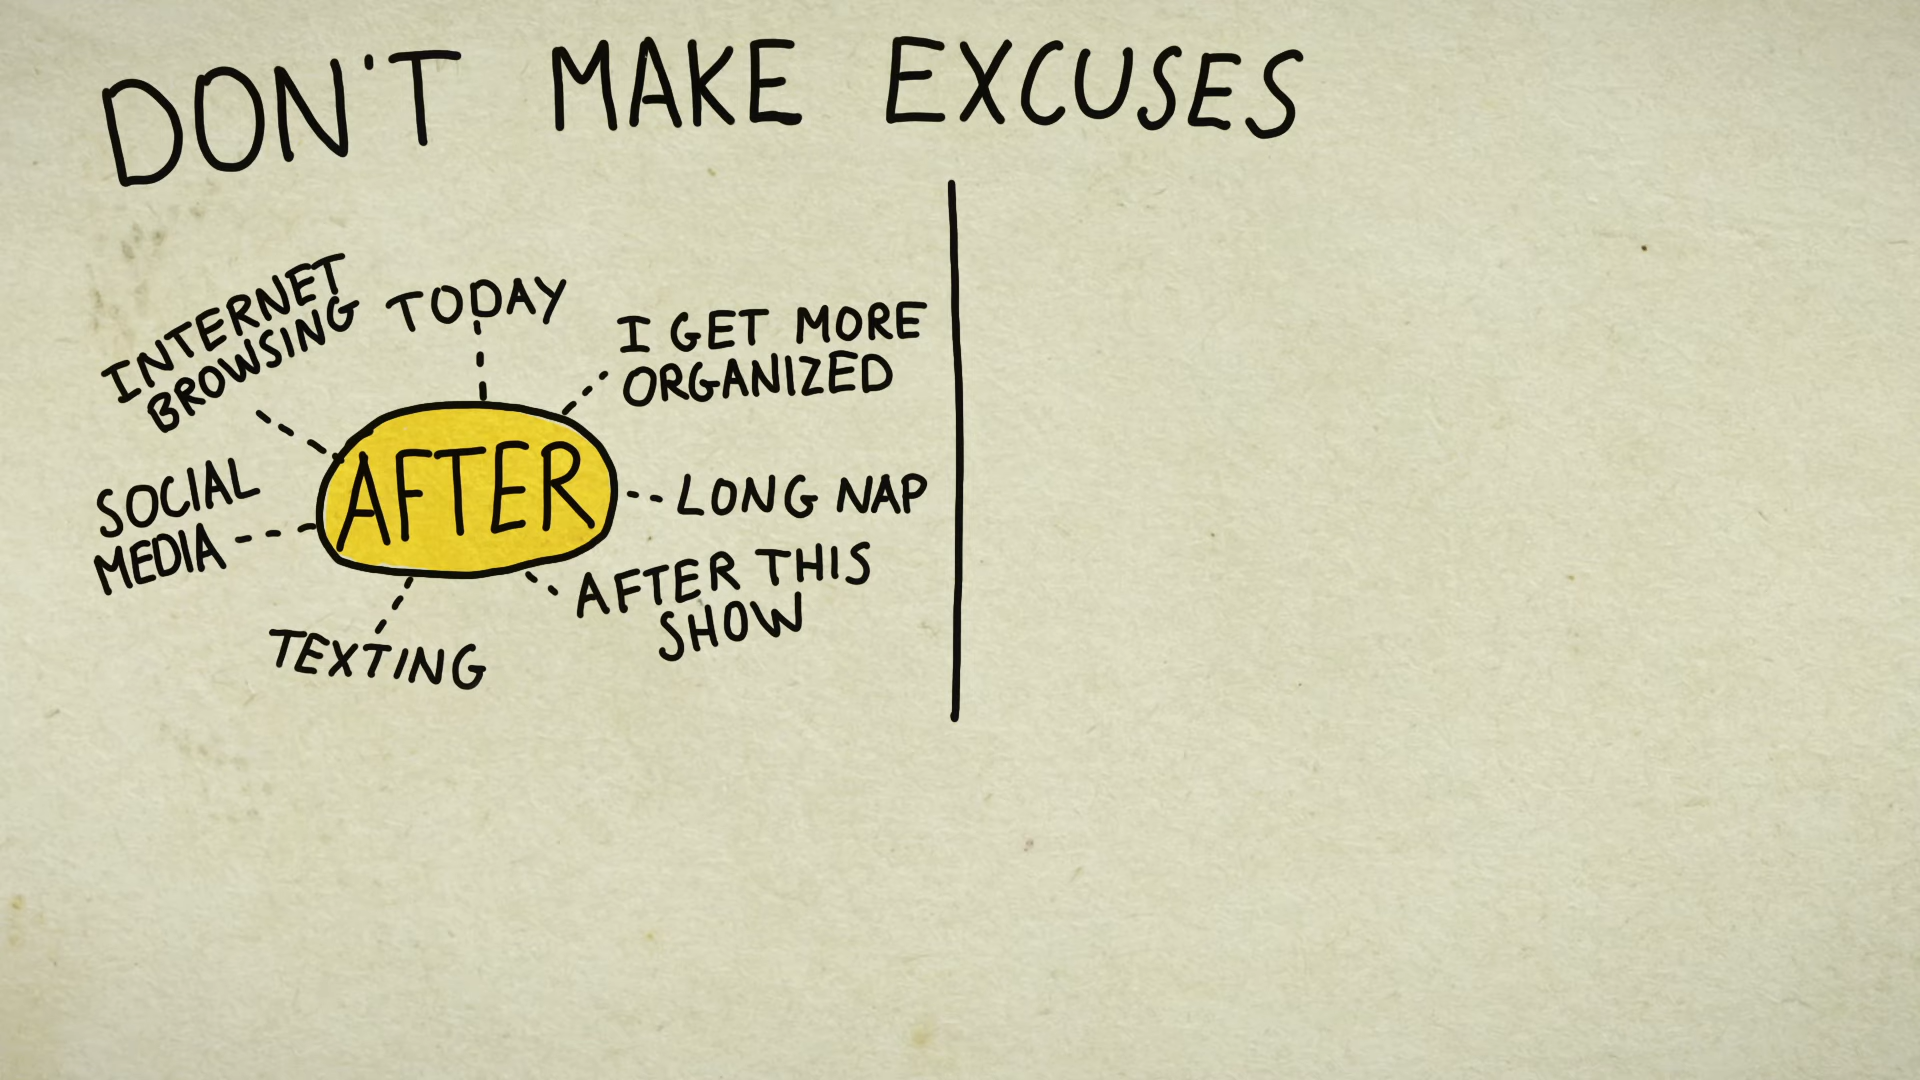 DON'T MAKE EXCUSES
INTERNET
BROWSING
TODAY
I GET MORE
ORGANIZED
SOCIAL
MEDIA
AFTER
LONG NAP
AFTER THIS
SHOW
TEXTING